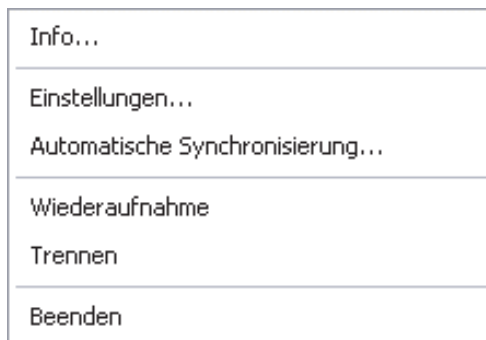 Info...
Einstellungen...
Automatische Synchronisierung...
Wiederaufnahme
Trennen
Beenden